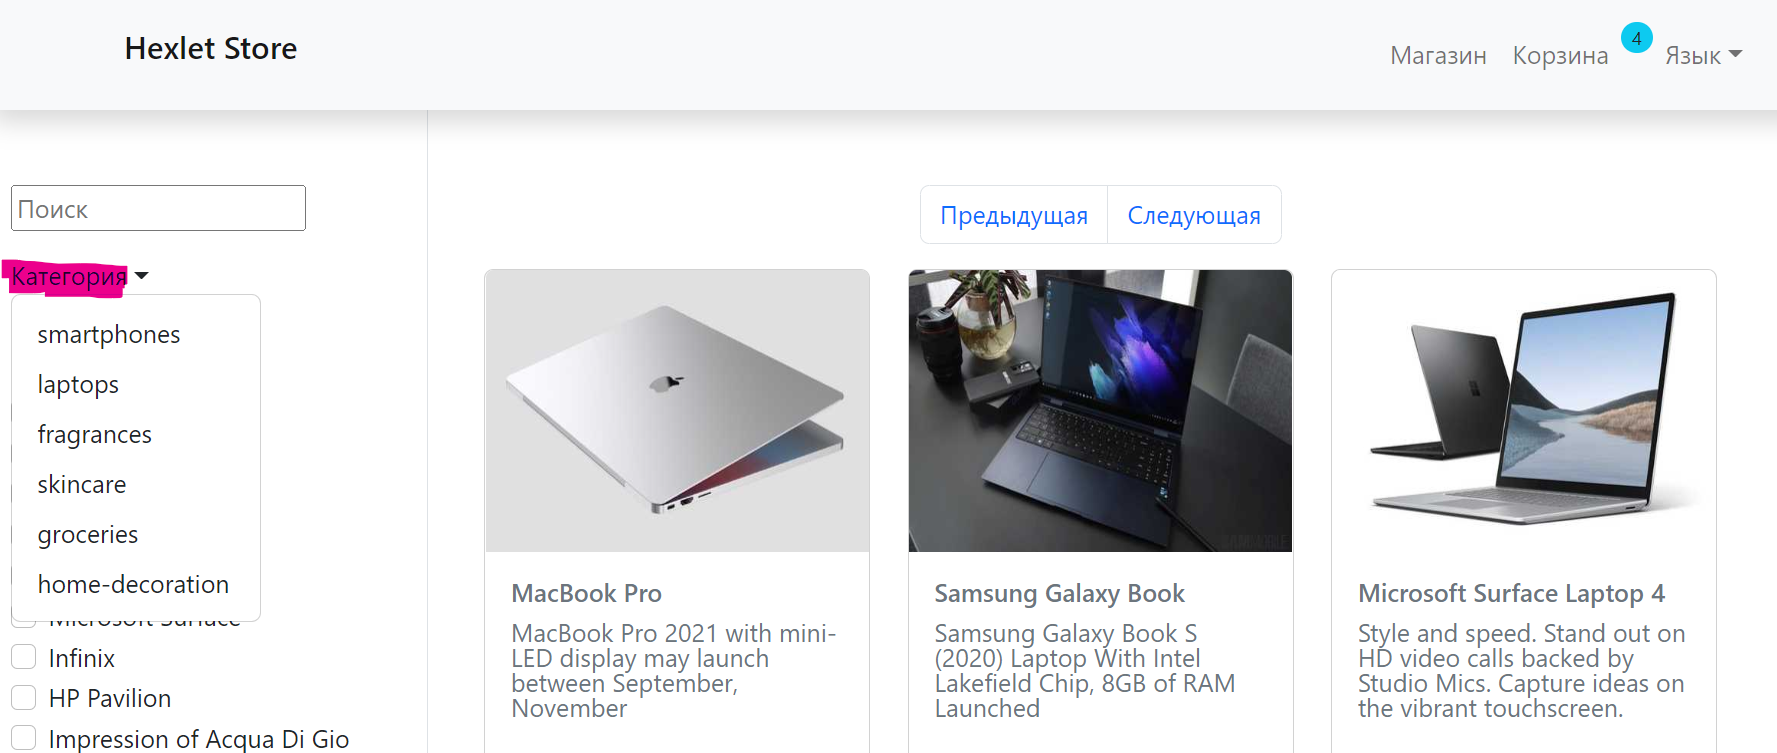 Hexlet Store
Магазин
Корзина
4
Язык
Поиск
Категория
smartphones
laptops
fragrances
skincare
groceries
home-decoration
Microsoft Surface
Infinix
HP Pavilion
Impression of Acqua Di Gio
Предыдущая
Следующая
MacBook Pro
MacBook Pro 2021 with mini-
LED display may launch
between September,
November
Samsung Galaxy Book
Samsung Galaxy Book S
(2020) Laptop With Intel
Lakefield Chip, 8GB of RAM
Launched
Microsoft Surface Laptop 4
Style and speed. Stand out on
HD video calls backed by
Studio Mics. Capture ideas on
the vibrant touchscreen.